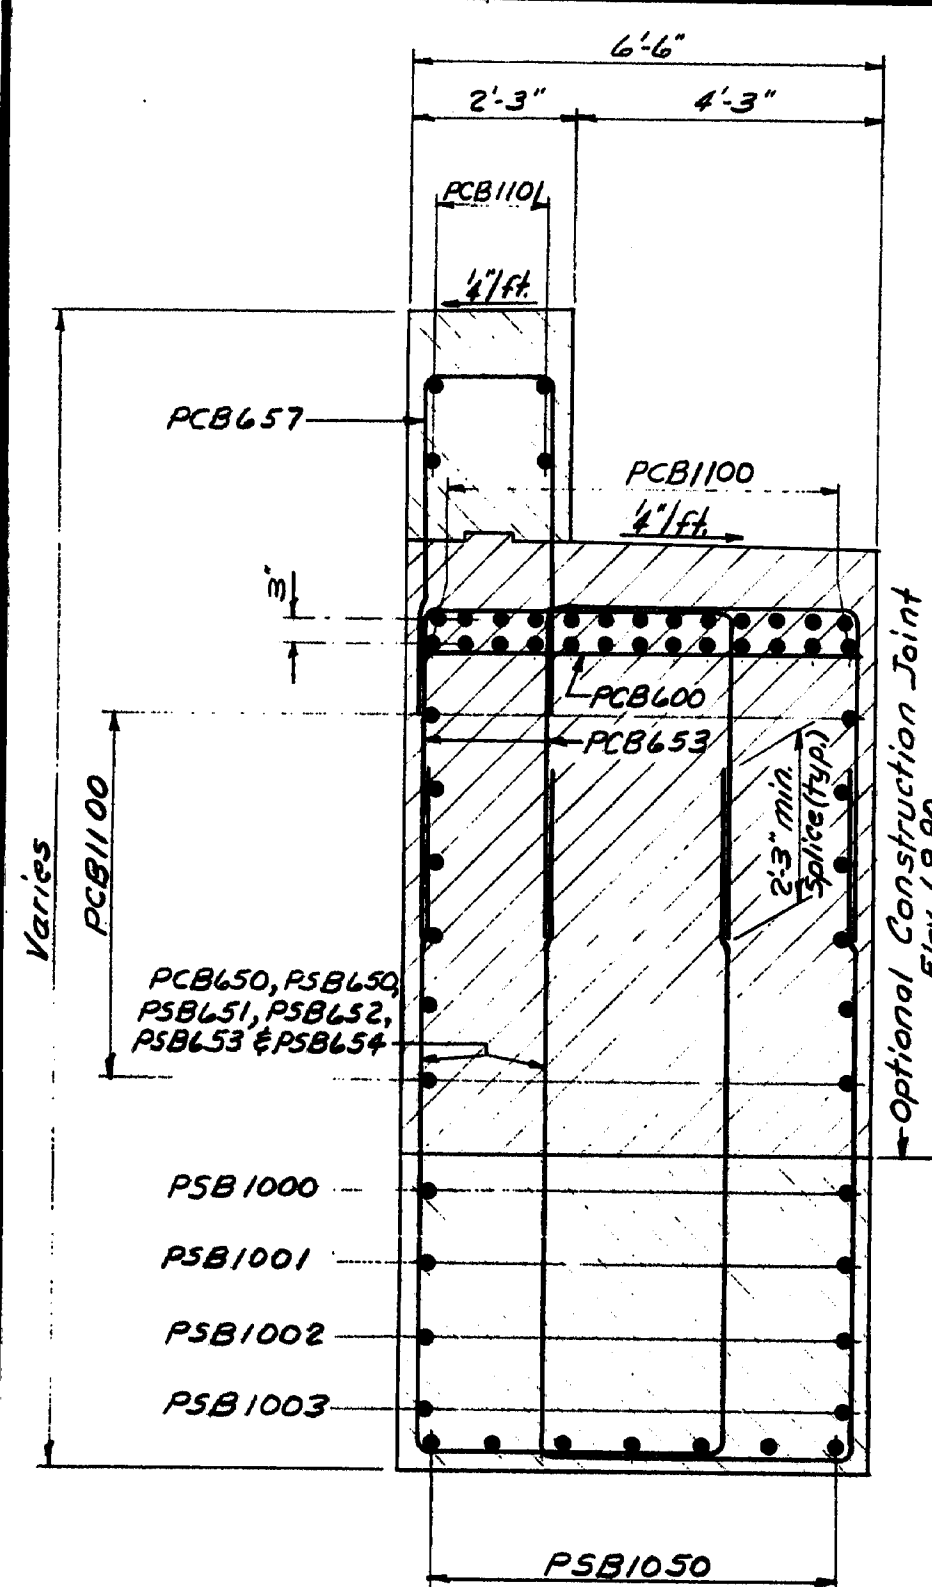 6'-6"
2'-3"
4'-3"
PCB1101
1/4"/ft.
PCB657
PCB1100
1/4"/ft.
3"
PCB600
PCB653
2'-3" min.
Splice (typ.)
PCB1100
Varies
PCB650, PSB650,
PSB651, PSB652,
PSB653 & PSB654
Optional Construction Joint
PSB1000
PSB1001
PSB1002
PSB1003
PSB1050